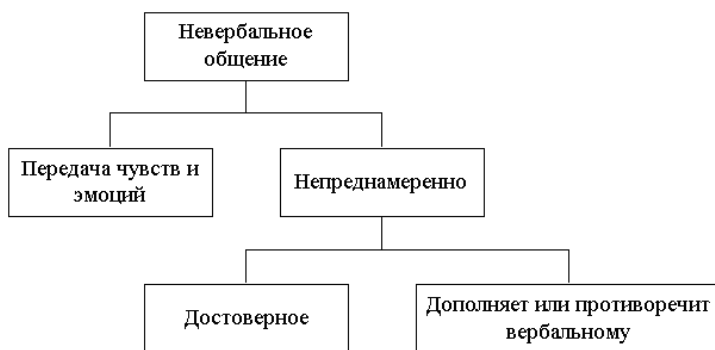 Невербальное
общение
Передача чувств и
эмоций
Непреднамеренно
Достоверное
Дополняет или противоречит
вербальному